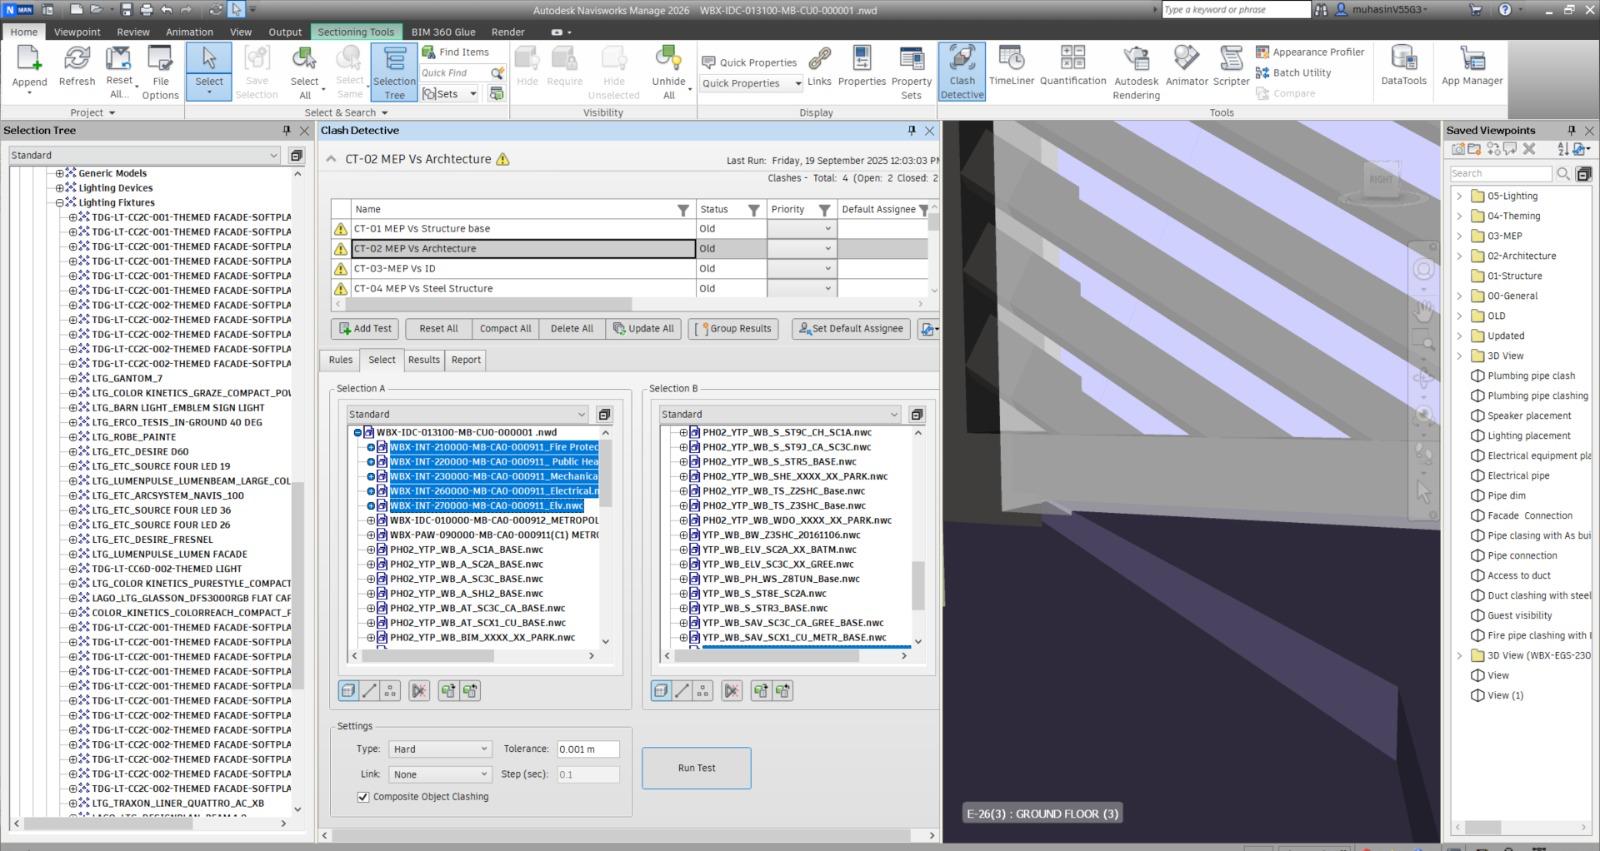 N MAN
Autodesk Navisworks Manage 2026 WBX-IDC-013100-MB-CU0-000001 .nwd
Type a keyword or phrase
muhasinV55G3
Home Viewpoint Review Animation View Output Sectioning Tools BIM 360 Glue Render
Append
Refresh
Reset All...
File Options
Project
Select
Save Selection
Select All
Select Same
Selection Tree
Find Items
Quick Find
Sets
Select & Search
Hide
Require
Hide Unselected
Unhide All
Visibility
Quick Properties
Quick Properties
Links
Properties
Property Sets
Display
Clash Detective
TimeLiner
Quantification
Autodesk Rendering
Animator
Scripter
Appearance Profiler
Batch Utility
Compare
Tools
DataTools
App Manager
Selection Tree
Standard
Generic Models
Lighting Devices
Lighting Fixtures
TDG-LT-CC2C-001-THEMED FACADE-SOFTPLA
TDG-LT-CC2C-001-THEMED FACADE-SOFTPLA
TDG-LT-CC2C-001-THEMED FACADE-SOFTPLA
TDG-LT-CC2C-001-THEMED FACADE-SOFTPLA
TDG-LT-CC2C-001-THEMED FACADE-SOFTPLA
TDG-LT-CC2C-002-THEMED FACADE-SOFTPLA
TDG-LT-CC2C-002-THEMED FACADE-SOFTPLA
TDG-LT-CC2C-002-THEMED FACADE-SOFTPLA
TDG-LT-CC2C-002-THEMED FACADE-SOFTPLA
TDG-LT-CC2C-002-THEMED FACADE-SOFTPLA
TDG-LT-CC2C-002-THEMED FACADE-SOFTPLA
LTG_GANTOM_7
LTG_COLOR KINETICS_GRAZE_COMPACT_POW
LTG_BARN LIGHT_EMBLEM SIGN LIGHT
LTG_ERCO_TESIS_IN-GROUND 40 DEG
LTG_ROBE_PAINTE
LTG_ETC_DESIRE D60
LTG_ETC_SOURCE FOUR LED 19
LTG_LUMENPULSE_LUMENBEAM_LARGE_COL
LTG_ETC_ARCSYSTEM_NAVIS_100
LTG_ETC_SOURCE FOUR LED 36
LTG_ETC_SOURCE FOUR LED 26
LTG_ETC_DESIRE_FRESNEL
LTG_LUMENPULSE_LUMEN FACADE
TDG-LT-CC6D-002-THEMED LIGHT
LTG_COLOR KINETICS_PURESTYLE_COMPACT
LAGO_LTG_GLASSON_DFS3000RGB FLAT CAP
COLOR_KINETICS_COLORREACH_COMPACT_P
TDG-LT-CC2C-001-THEMED FACADE-SOFTPLA
TDG-LT-CC2C-001-THEMED FACADE-SOFTPLA
TDG-LT-CC2C-001-THEMED FACADE-SOFTPLA
TDG-LT-CC2C-001-THEMED FACADE-SOFTPLA
TDG-LT-CC2C-001-THEMED FACADE-SOFTPLA
TDG-LT-CC2C-001-THEMED FACADE-SOFTPLA
TDG-LT-CC2C-002-THEMED FACADE-SOFTPLA
TDG-LT-CC2C-002-THEMED FACADE-SOFTPLA
TDG-LT-CC2C-002-THEMED FACADE-SOFTPLA
TDG-LT-CC2C-002-THEMED FACADE-SOFTPLA
TDG-LT-CC2C-002-THEMED FACADE-SOFTPLA
TDG-LT-CC2C-002-THEMED FACADE-SOFTPLA
LTG_TRAXON_LINER_QUATTRO_AC_XB
Clash Detective
CT-02 MEP Vs Archtecture
Last Run: Friday, 19 September 2025 12:03:03 PM
Clashes - Total: 4 (Open: 2 Closed: 2
Name Status Priority Default Assignee
CT-01 MEP Vs Structure base Old
CT-02 MEP Vs Archtecture Old
CT-03-MEP Vs ID Old
CT-04 MEP Vs Steel Structure Old
Add Test Reset All Compact All Delete All Update All Group Results Set Default Assignee
Rules Select Results Report
Selection A
Standard
WBX-IDC-013100-MB-CU0-000001 .nwd
WBX-INT-210000-MB-CA0-000911_Fire Protec
WBX-INT-220000-MB-CA0-000911_ Public Hea
WBX-INT-230000-MB-CA0-000911_Mechanica
WBX-INT-260000-MB-CA0-000911_Electrical.n
WBX-INT-270000-MB-CA0-000911_Elv.nwc
WBX-IDC-010000-MB-CA0-000912_METROPOL
WBX-PAW-090000-MB-CA0-000911(C1) METRO
PH02_YTP_WB_A_SC1A_BASE.nwc
PH02_YTP_WB_A_SC2A_BASE.nwc
PH02_YTP_WB_A_SC3C_BASE.nwc
PH02_YTP_WB_A_SHL2_BASE.nwc
PH02_YTP_WB_AT_SC3C_CA_BASE.nwc
PH02_YTP_WB_AT_SCX1_CU_BASE.nwc
PH02_YTP_WB_BIM_XXXX_XX_PARK.nwc
Selection B
Standard
PH02_YTP_WB_S_ST9C_CH_SC1A.nwc
PH02_YTP_WB_S_ST9J_CA_SC3C.nwc
PH02_YTP_WB_S_STR5_BASE.nwc
PH02_YTP_WB_SHE_XXXX_XX_PARK.nwc
PH02_YTP_WB_TS_Z2SHC_Base.nwc
PH02_YTP_WB_TS_Z3SHC_Base.nwc
PH02_YTP_WB_WDO_XXXX_XX_PARK.nwc
YTP_WB_BW_Z3SHC_20161106.nwc
YTP_WB_ELV_SC2A_XX_BATM.nwc
YTP_WB_ELV_SC3C_XX_GREE.nwc
YTP_WB_PH_WS_Z8TUN_Base.nwc
YTP_WB_S_ST8E_SC2A.nwc
YTP_WB_S_STR3_BASE.nwc
YTP_WB_SAV_SC3C_CA_GREE_BASE.nwc
YTP_WB_SAV_SCX1_CU_METR_BASE.nwc
Settings
Type: Hard Tolerance: 0.001 m
Link: None Step (sec): 0.1
Composite Object Clashing
Run Test
RIGHT
E-26(3) : GROUND FLOOR (3)
Saved Viewpoints
Search
05-Lighting
04-Theming
03-MEP
02-Architecture
01-Structure
00-General
OLD
Updated
3D View
Plumbing pipe clash
Plumbing pipe clashing
Speaker placement
Lighting placement
Electrical equipment pla
Electrical pipe
Pipe dim
Facade Connection
Pipe clasing with As bui
Pipe connection
Access to duct
Duct clashing with steel
Guest visibility
Fire pipe clashing with
3D View (WBX-EGS-230
View
View (1)